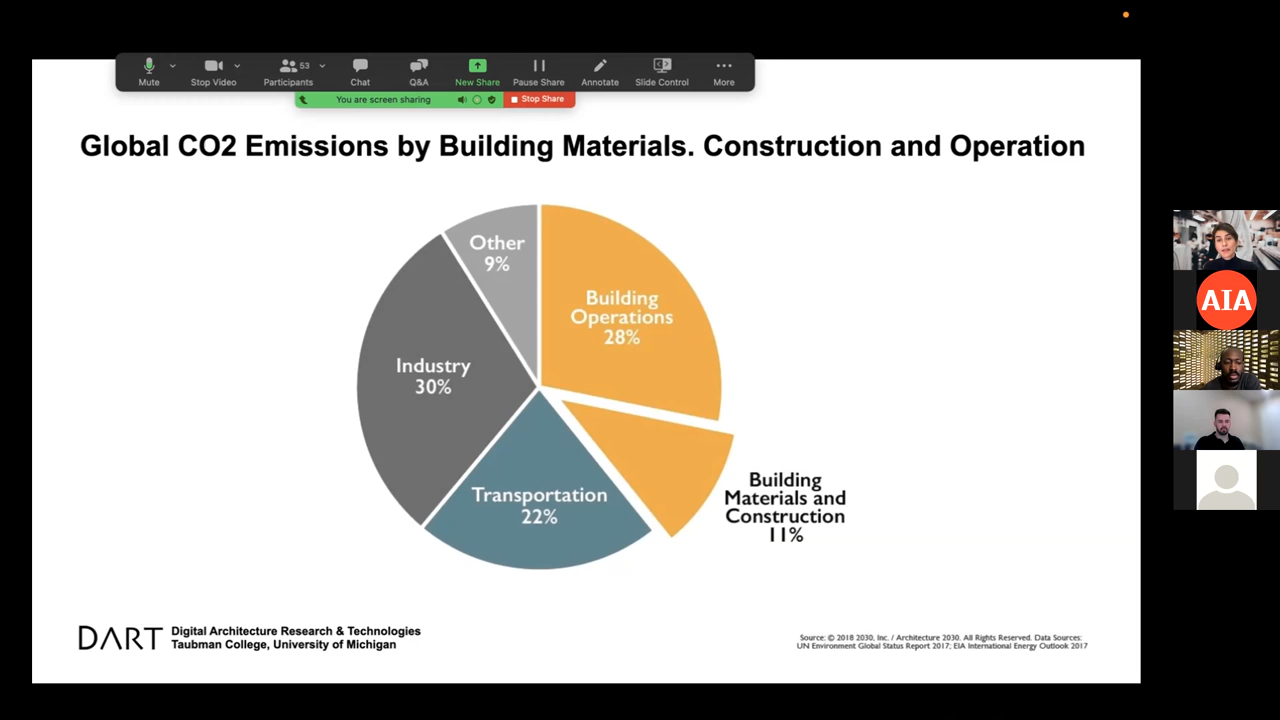 53
Mute
Stop Video
Participants
Chat
Q&A
New Share
Pause Share
Annotate
Slide Control
More
You are screen sharing
Stop Share
Global CO2 Emissions by Building Materials. Construction and Operation
Other
9%
Building
Operations
28%
Industry
30%
Transportation
22%
Building
Materials and
Construction
11%
AIA
DART
Digital Architecture Research & Technologies
Taubman College, University of Michigan
Source: © 2018 2030, Inc. / Architecture 2030. All Rights Reserved. Data Sources:
UN Environment Global Status Report 2017; EIA International Energy Outlook 2017